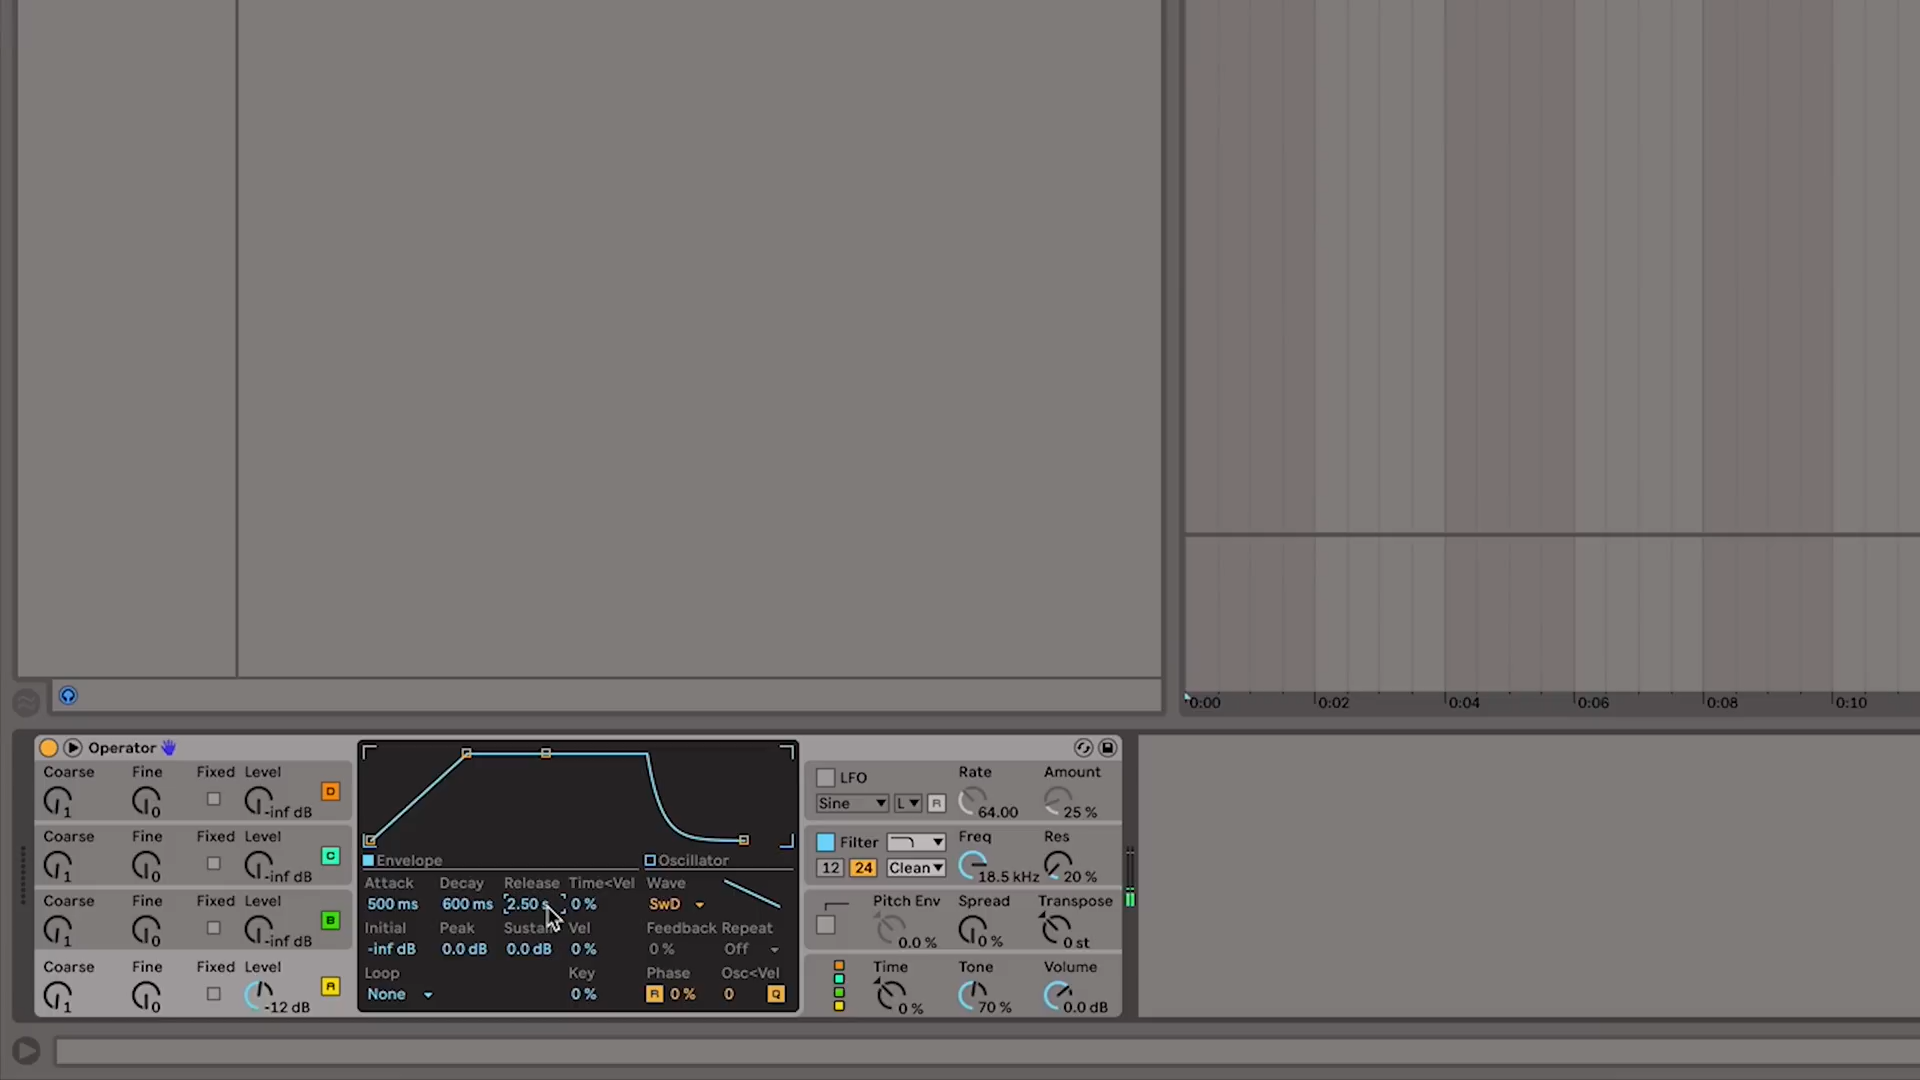 0:00 0:02 0:04 0:06 0:08 0:10
Operator
Coarse Fine Fixed Level
1 0 -inf dB D
Coarse Fine Fixed Level
1 0 -inf dB C
Coarse Fine Fixed Level
1 0 -inf dB B
Coarse Fine Fixed Level
1 0 -12 dB A
Envelope Oscillator
Attack Decay Release Time<Vel Wave
500 ms 600 ms 2.50 s 0 % SwD
Initial Peak Sustain Vel Feedback Repeat
-inf dB 0.0 dB 0.0 dB 0 % 0 % Off
Loop Key Phase Osc<Vel
None 0 % R 0 % 0 Q
LFO Rate Amount
Sine L R 64.00 25 %
Filter Freq Res
12 24 Clean 18.5 kHz 20 %
Pitch Env Spread Transpose
0.0 % 0 % 0 st
Time Tone Volume
0 % 70 % 0.0 dB